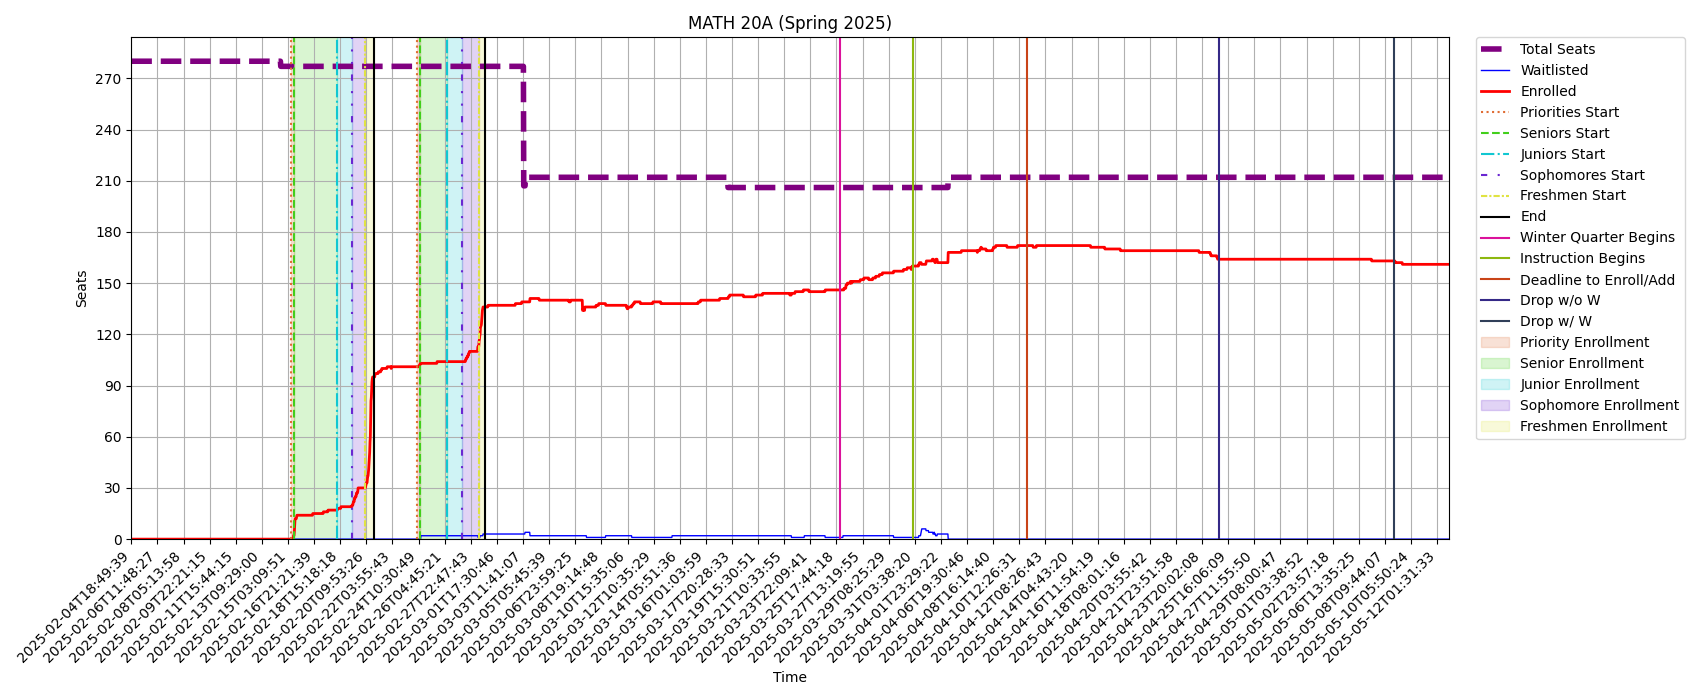 MATH 20A (Spring 2025)
Seats
270
240
210
180
150
120
90
60
30
0
2025-02-04T18:49:39
2025-02-06T11:48:27
2025-02-08T05:13:58
2025-02-09T22:21:15
2025-02-11T15:44:15
2025-02-13T09:29:00
2025-02-15T03:09:51
2025-02-16T21:21:39
2025-02-18T15:18:18
2025-02-20T09:53:26
2025-02-22T03:55:43
2025-02-24T10:30:49
2025-02-26T04:45:21
2025-02-27T22:47:43
2025-03-01T17:30:46
2025-03-03T11:41:07
2025-03-05T05:45:39
2025-03-06T23:59:25
2025-03-08T19:14:48
2025-03-10T15:35:06
2025-03-12T10:35:29
2025-03-14T05:51:36
2025-03-16T01:03:59
2025-03-17T20:28:33
2025-03-19T15:30:51
2025-03-21T10:33:55
2025-03-23T22:09:41
2025-03-25T17:44:18
2025-03-27T13:19:55
2025-03-29T08:25:29
2025-03-31T03:38:20
2025-04-01T23:29:22
2025-04-06T19:30:46
2025-04-08T16:14:40
2025-04-10T12:26:31
2025-04-12T08:26:43
2025-04-14T04:43:20
2025-04-16T11:54:19
2025-04-18T08:01:16
2025-04-20T03:55:42
2025-04-21T23:51:58
2025-04-23T20:02:08
2025-04-25T16:06:09
2025-04-27T11:55:50
2025-04-29T08:00:47
2025-05-01T03:38:52
2025-05-02T23:57:18
2025-05-06T13:35:25
2025-05-08T09:44:07
2025-05-10T05:50:24
2025-05-12T01:31:33
Time
Total Seats
Waitlisted
Enrolled
Priorities Start
Seniors Start
Juniors Start
Sophomores Start
Freshmen Start
End
Winter Quarter Begins
Instruction Begins
Deadline to Enroll/Add
Drop w/o W
Drop w/ W
Priority Enrollment
Senior Enrollment
Junior Enrollment
Sophomore Enrollment
Freshmen Enrollment